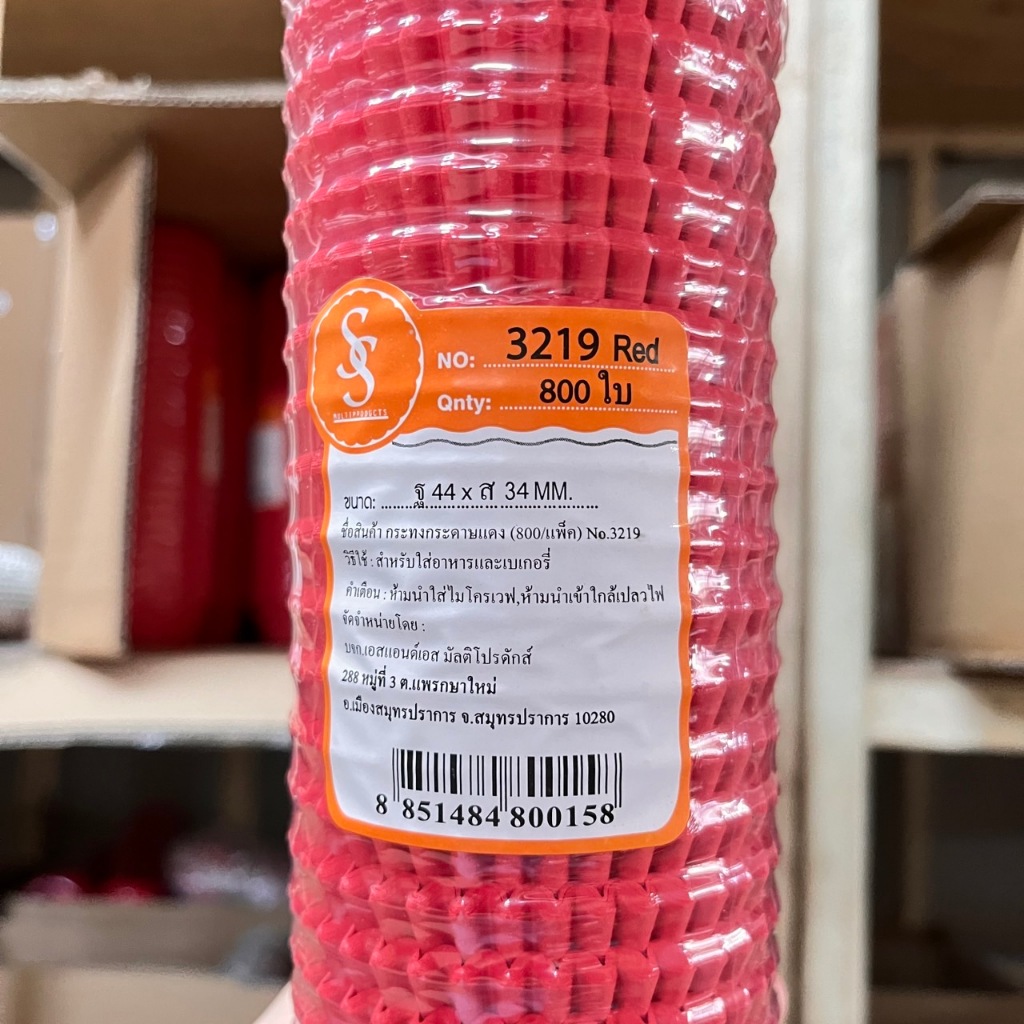 SS
MULTIPRODUCTS
NO: 3219 Red
Qnty: 800 ใบ
ขนาด: ฐ 44 x ส 34 MM.
ชื่อสินค้า กระทงกระดาษแดง (800/แพ็ค) No.3219
วิธีใช้ : สำหรับใส่อาหารและเบเกอรี่
คำเตือน : ห้ามนำใส่ไมโครเวฟ,ห้ามนำเข้าใกล้เปลวไฟ
จัดจำหน่ายโดย :
บจก.เอสแอนด์เอส มัลติโปรดักส์
288 หมู่ที่ 3 ต.แพรกษาใหม่
อ.เมืองสมุทรปราการ จ.สมุทรปราการ 10280
8 851484 800158